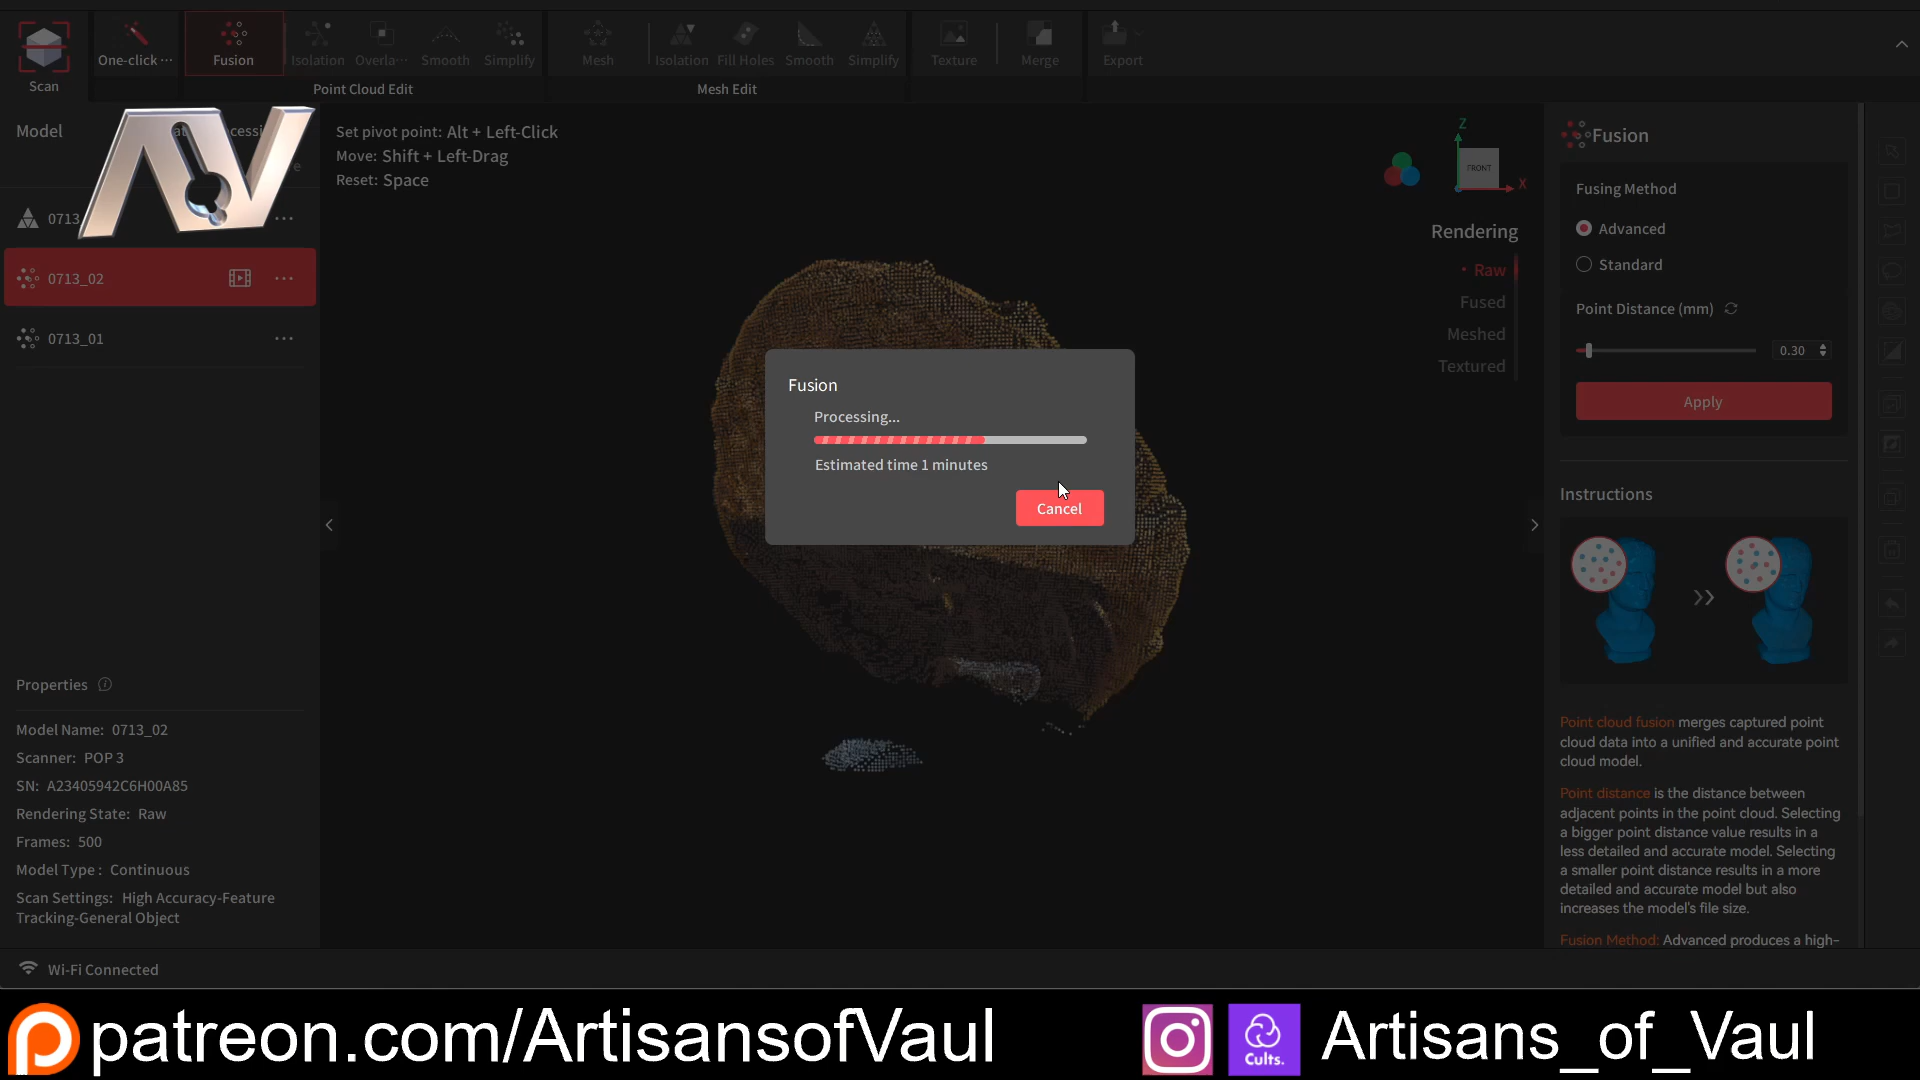 Scan
One-click ···
Fusion
Isolation
Overla···
Smooth
Simplify
Point Cloud Edit
Mesh
Isolation
Fill Holes
Smooth
Simplify
Mesh Edit
Texture
Merge
Export
Model
AV
0713
0713_02
0713_01
Set pivot point: Alt + Left-Click
Move: Shift + Left-Drag
Reset: Space
Z
FRONT
X
Rendering
• Raw
Fused
Meshed
Textured
Fusion
Processing...
Estimated time 1 minutes
Cancel
Fusion
Fusing Method
Advanced
Standard
Point Distance (mm)
0.30
Apply
Instructions
Point cloud fusion merges captured point
cloud data into a unified and accurate point
cloud model.
Point distance is the distance between
adjacent points in the point cloud. Selecting
a bigger point distance value results in a
less detailed and accurate model. Selecting
a smaller point distance results in a more
detailed and accurate model but also
increases the model's file size.
Fusion Method: Advanced produces a high-
Properties
Model Name: 0713_02
Scanner: POP 3
SN: A23405942C6H00A85
Rendering State: Raw
Frames: 500
Model Type : Continuous
Scan Settings: High Accuracy-Feature
Tracking-General Object
Wi-Fi Connected
patreon.com/ArtisansofVaul
Cults.
Artisans_of_Vaul